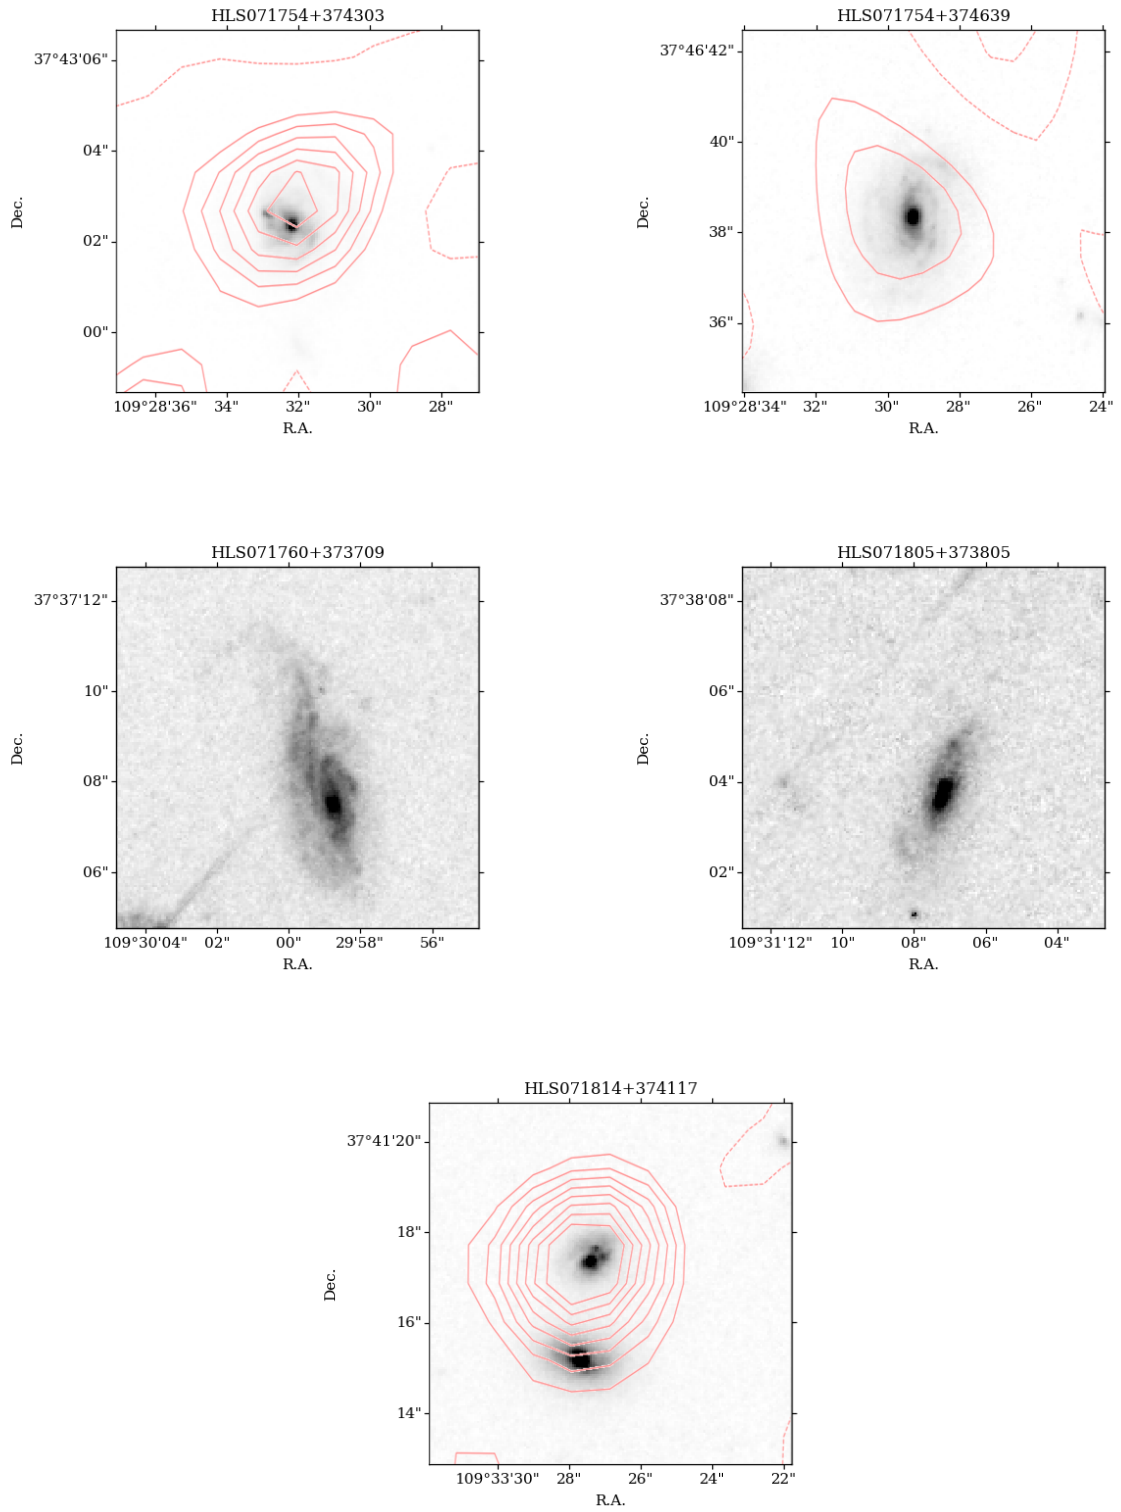 HLS071754+374303
37°43'06"
04"
02"
00"
Dec.
109°28'36" 34" 32" 30" 28"
R.A.
HLS071754+374639
37°46'42"
40"
38"
36"
Dec.
109°28'34" 32" 30" 28" 26" 24"
R.A.
HLS071760+373709
37°37'12"
10"
08"
06"
Dec.
109°30'04" 02" 00" 29'58" 56"
R.A.
HLS071805+373805
37°38'08"
06"
04"
02"
Dec.
109°31'12" 10" 08" 06" 04"
R.A.
HLS071814+374117
37°41'20"
18"
16"
14"
Dec.
109°33'30" 28" 26" 24" 22"
R.A.